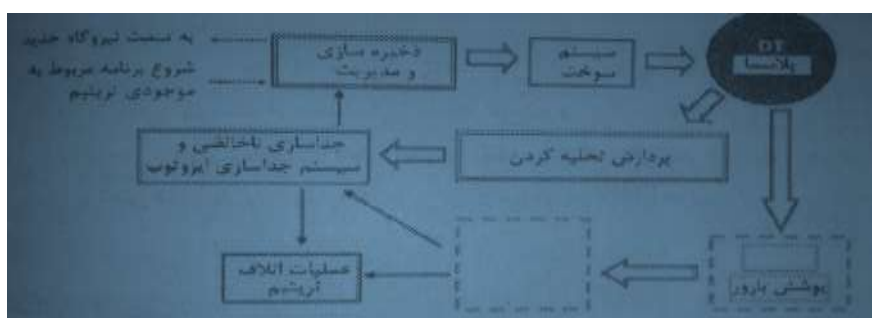 به سمت نیروگاه جدید
شروع برنامه مربوط به
موجودی تریتیم
ذخیره سازی
و مدیریت
سیستم
سوخت
DT
پلاسما
پردازش تخلیه کردن
جداسازی ناخالصی و
سیستم جداسازی ایزوتوپ
عملیات اتلاف
تریتیم
پوشش بارور